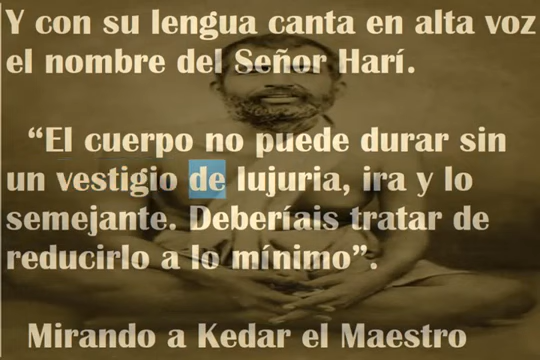 Y con su lengua canta en alta voz
el nombre del Señor Harí.
“El cuerpo no puede durar sin
un vestigio de lujuria, ira y lo
semejante. Deberíais tratar de
reducirlo a lo mínimo”.
Mirando a Kedar el Maestro